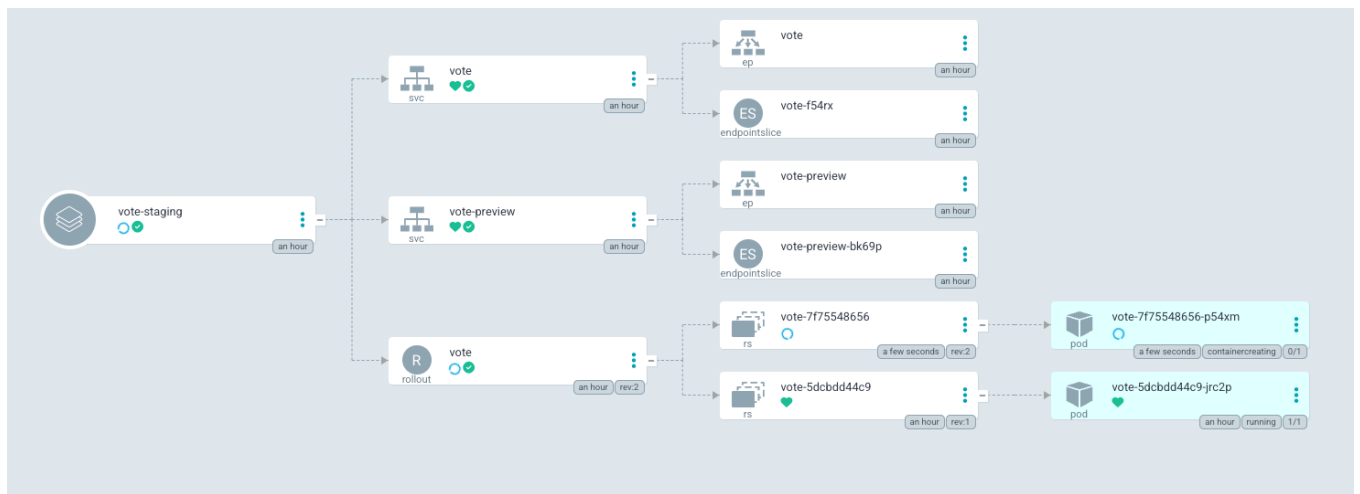 vote-staging
an hour
vote
svc
an hour
vote-preview
svc
an hour
R
vote
rollout
an hour
rev:2
vote
ep
an hour
ES
vote-f54rx
endpointslice
an hour
vote-preview
ep
an hour
ES
vote-preview-bk69p
endpointslice
an hour
vote-7f75548656
rs
a few seconds
rev:2
vote-5dcbdd44c9
rs
an hour
rev:1
vote-7f75548656-p54xm
pod
a few seconds
containercreating
0/1
vote-5dcbdd44c9-jrc2p
pod
an hour
running
1/1